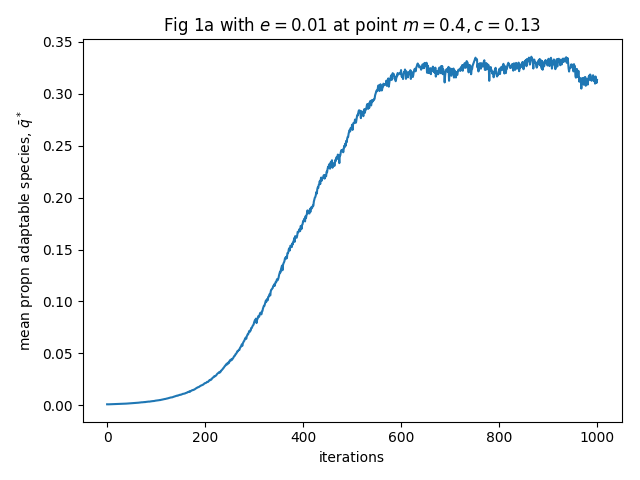 Fig 1a with e = 0.01 at point m = 0.4, c = 0.13
mean propn adaptable species, q̄*
0.35
0.30
0.25
0.20
0.15
0.10
0.05
0.00
0 200 400 600 800 1000
iterations